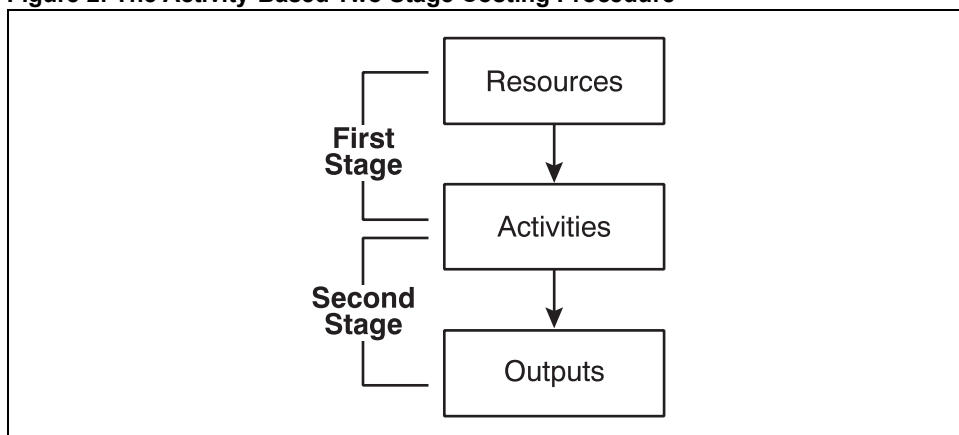 Figure 2: The Activity-Based Two Stage Costing Procedure
Resources
First
Stage
Activities
Second
Stage
Outputs